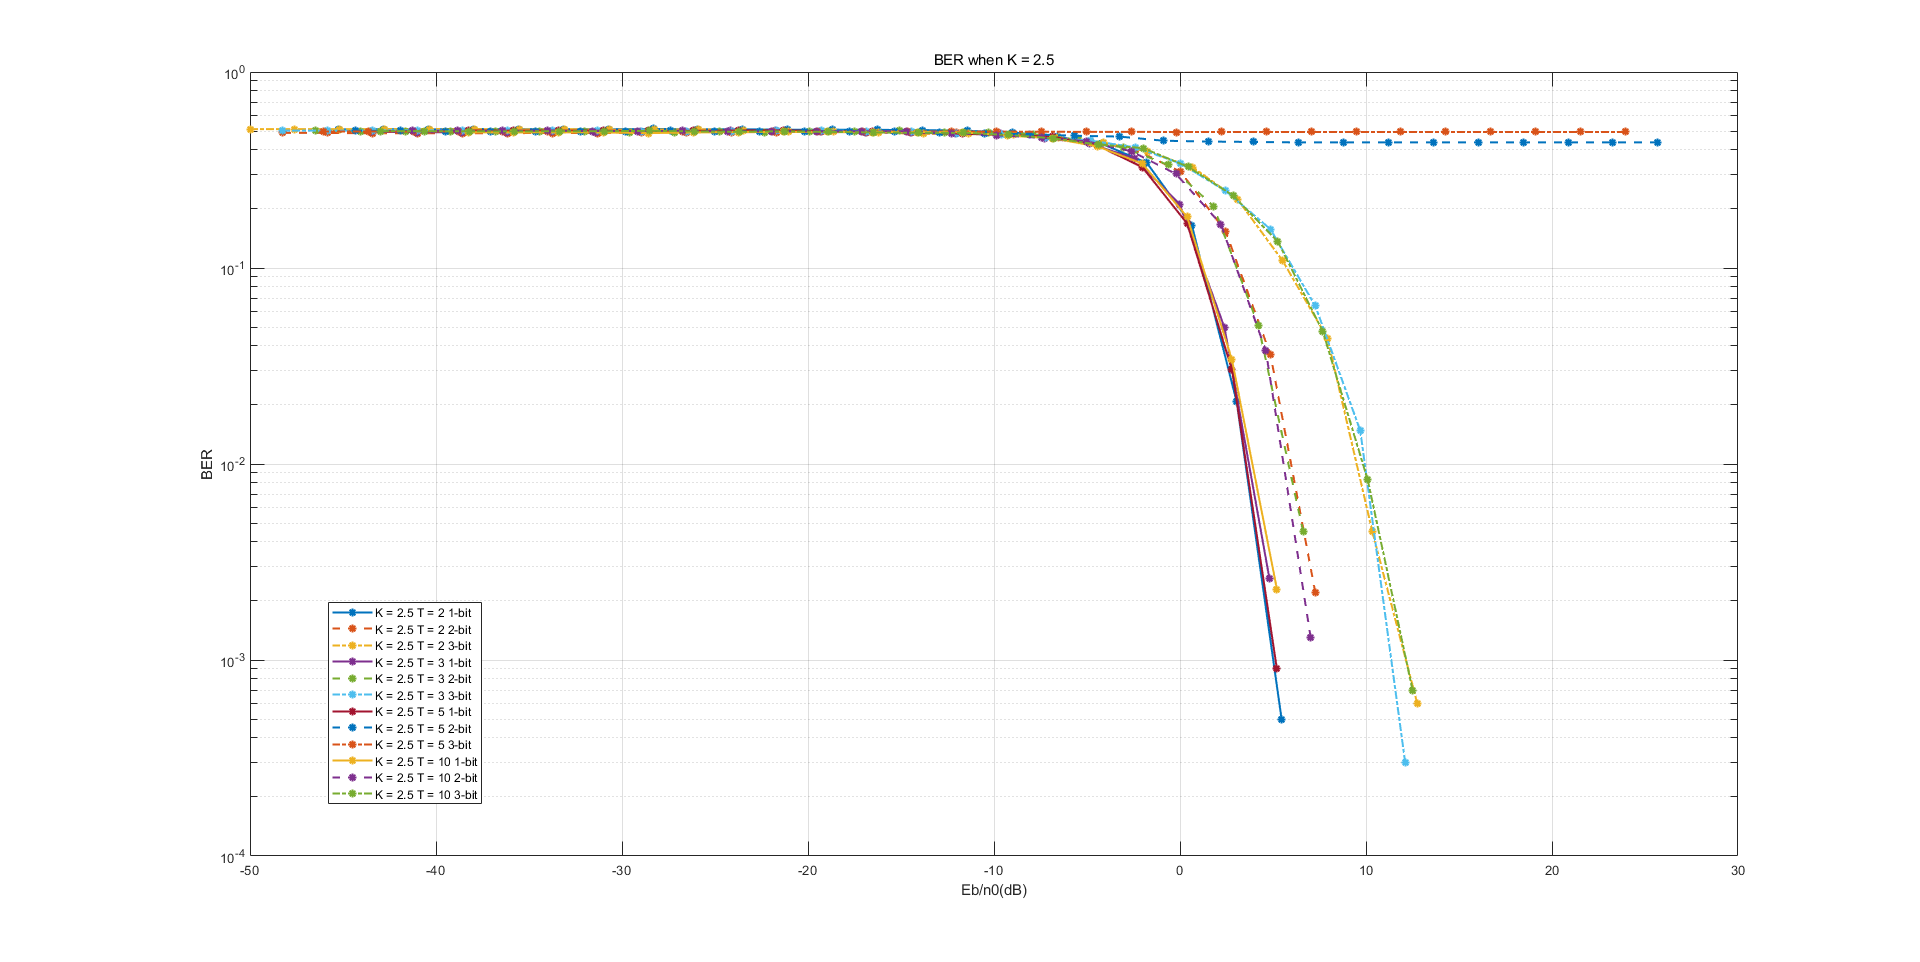 BER when K = 2.5
10^0
10^-1
10^-2
10^-3
10^-4
BER
K = 2.5 T = 2 1-bit
K = 2.5 T = 2 2-bit
K = 2.5 T = 2 3-bit
K = 2.5 T = 3 1-bit
K = 2.5 T = 3 2-bit
K = 2.5 T = 3 3-bit
K = 2.5 T = 5 1-bit
K = 2.5 T = 5 2-bit
K = 2.5 T = 5 3-bit
K = 2.5 T = 10 1-bit
K = 2.5 T = 10 2-bit
K = 2.5 T = 10 3-bit
-50 -40 -30 -20 -10 0 10 20 30
Eb/n0(dB)